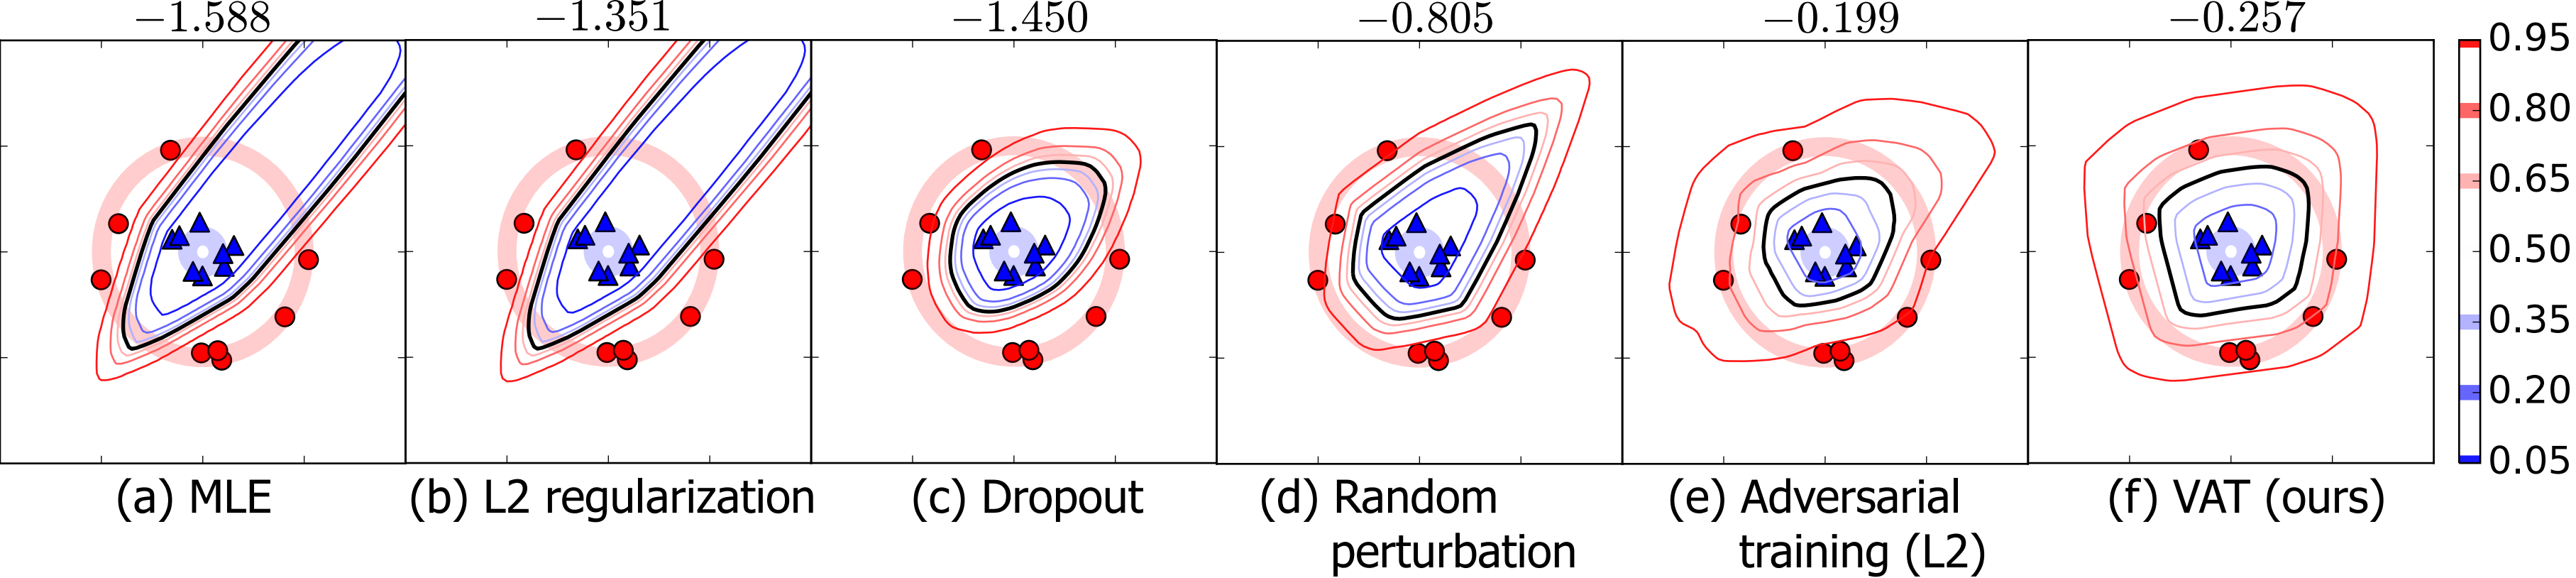 −1.588 −1.351 −1.450 −0.805 −0.199 −0.257
0.95
0.80
0.65
0.50
0.35
0.20
0.05
(a) MLE (b) L2 regularization (c) Dropout (d) Random (e) Adversarial (f) VAT (ours)
perturbation training (L2)